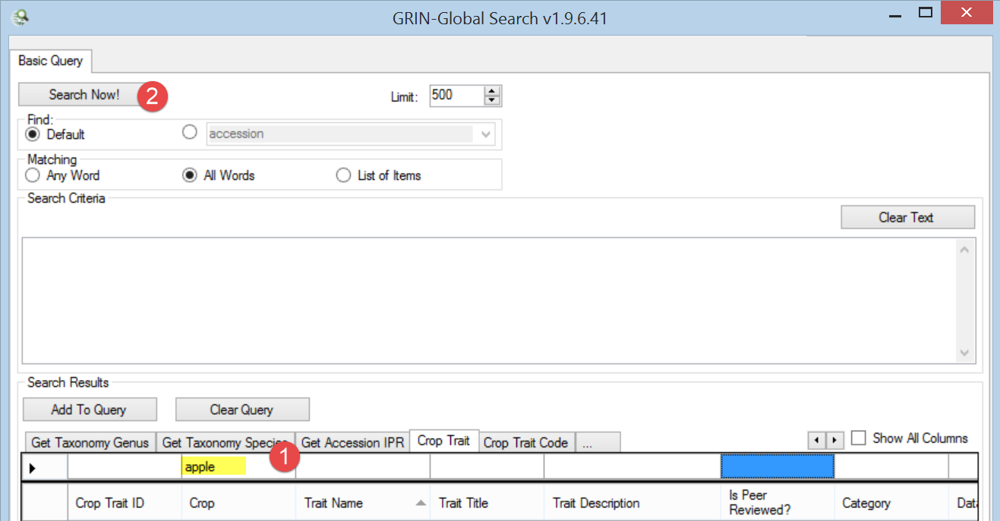 GRIN-Global Search v1.9.6.41
Basic Query
Search Now! 2 Limit: 500
Find:
Default accession
Matching
Any Word All Words List of Items
Search Criteria
Clear Text
Search Results
Add To Query Clear Query
Get Taxonomy Genus Get Taxonomy Species Get Accession IPR Crop Trait Crop Trait Code ... Show All Columns
apple 1
Crop Trait ID Crop Trait Name Trait Title Trait Description Is Peer Reviewed? Category Data